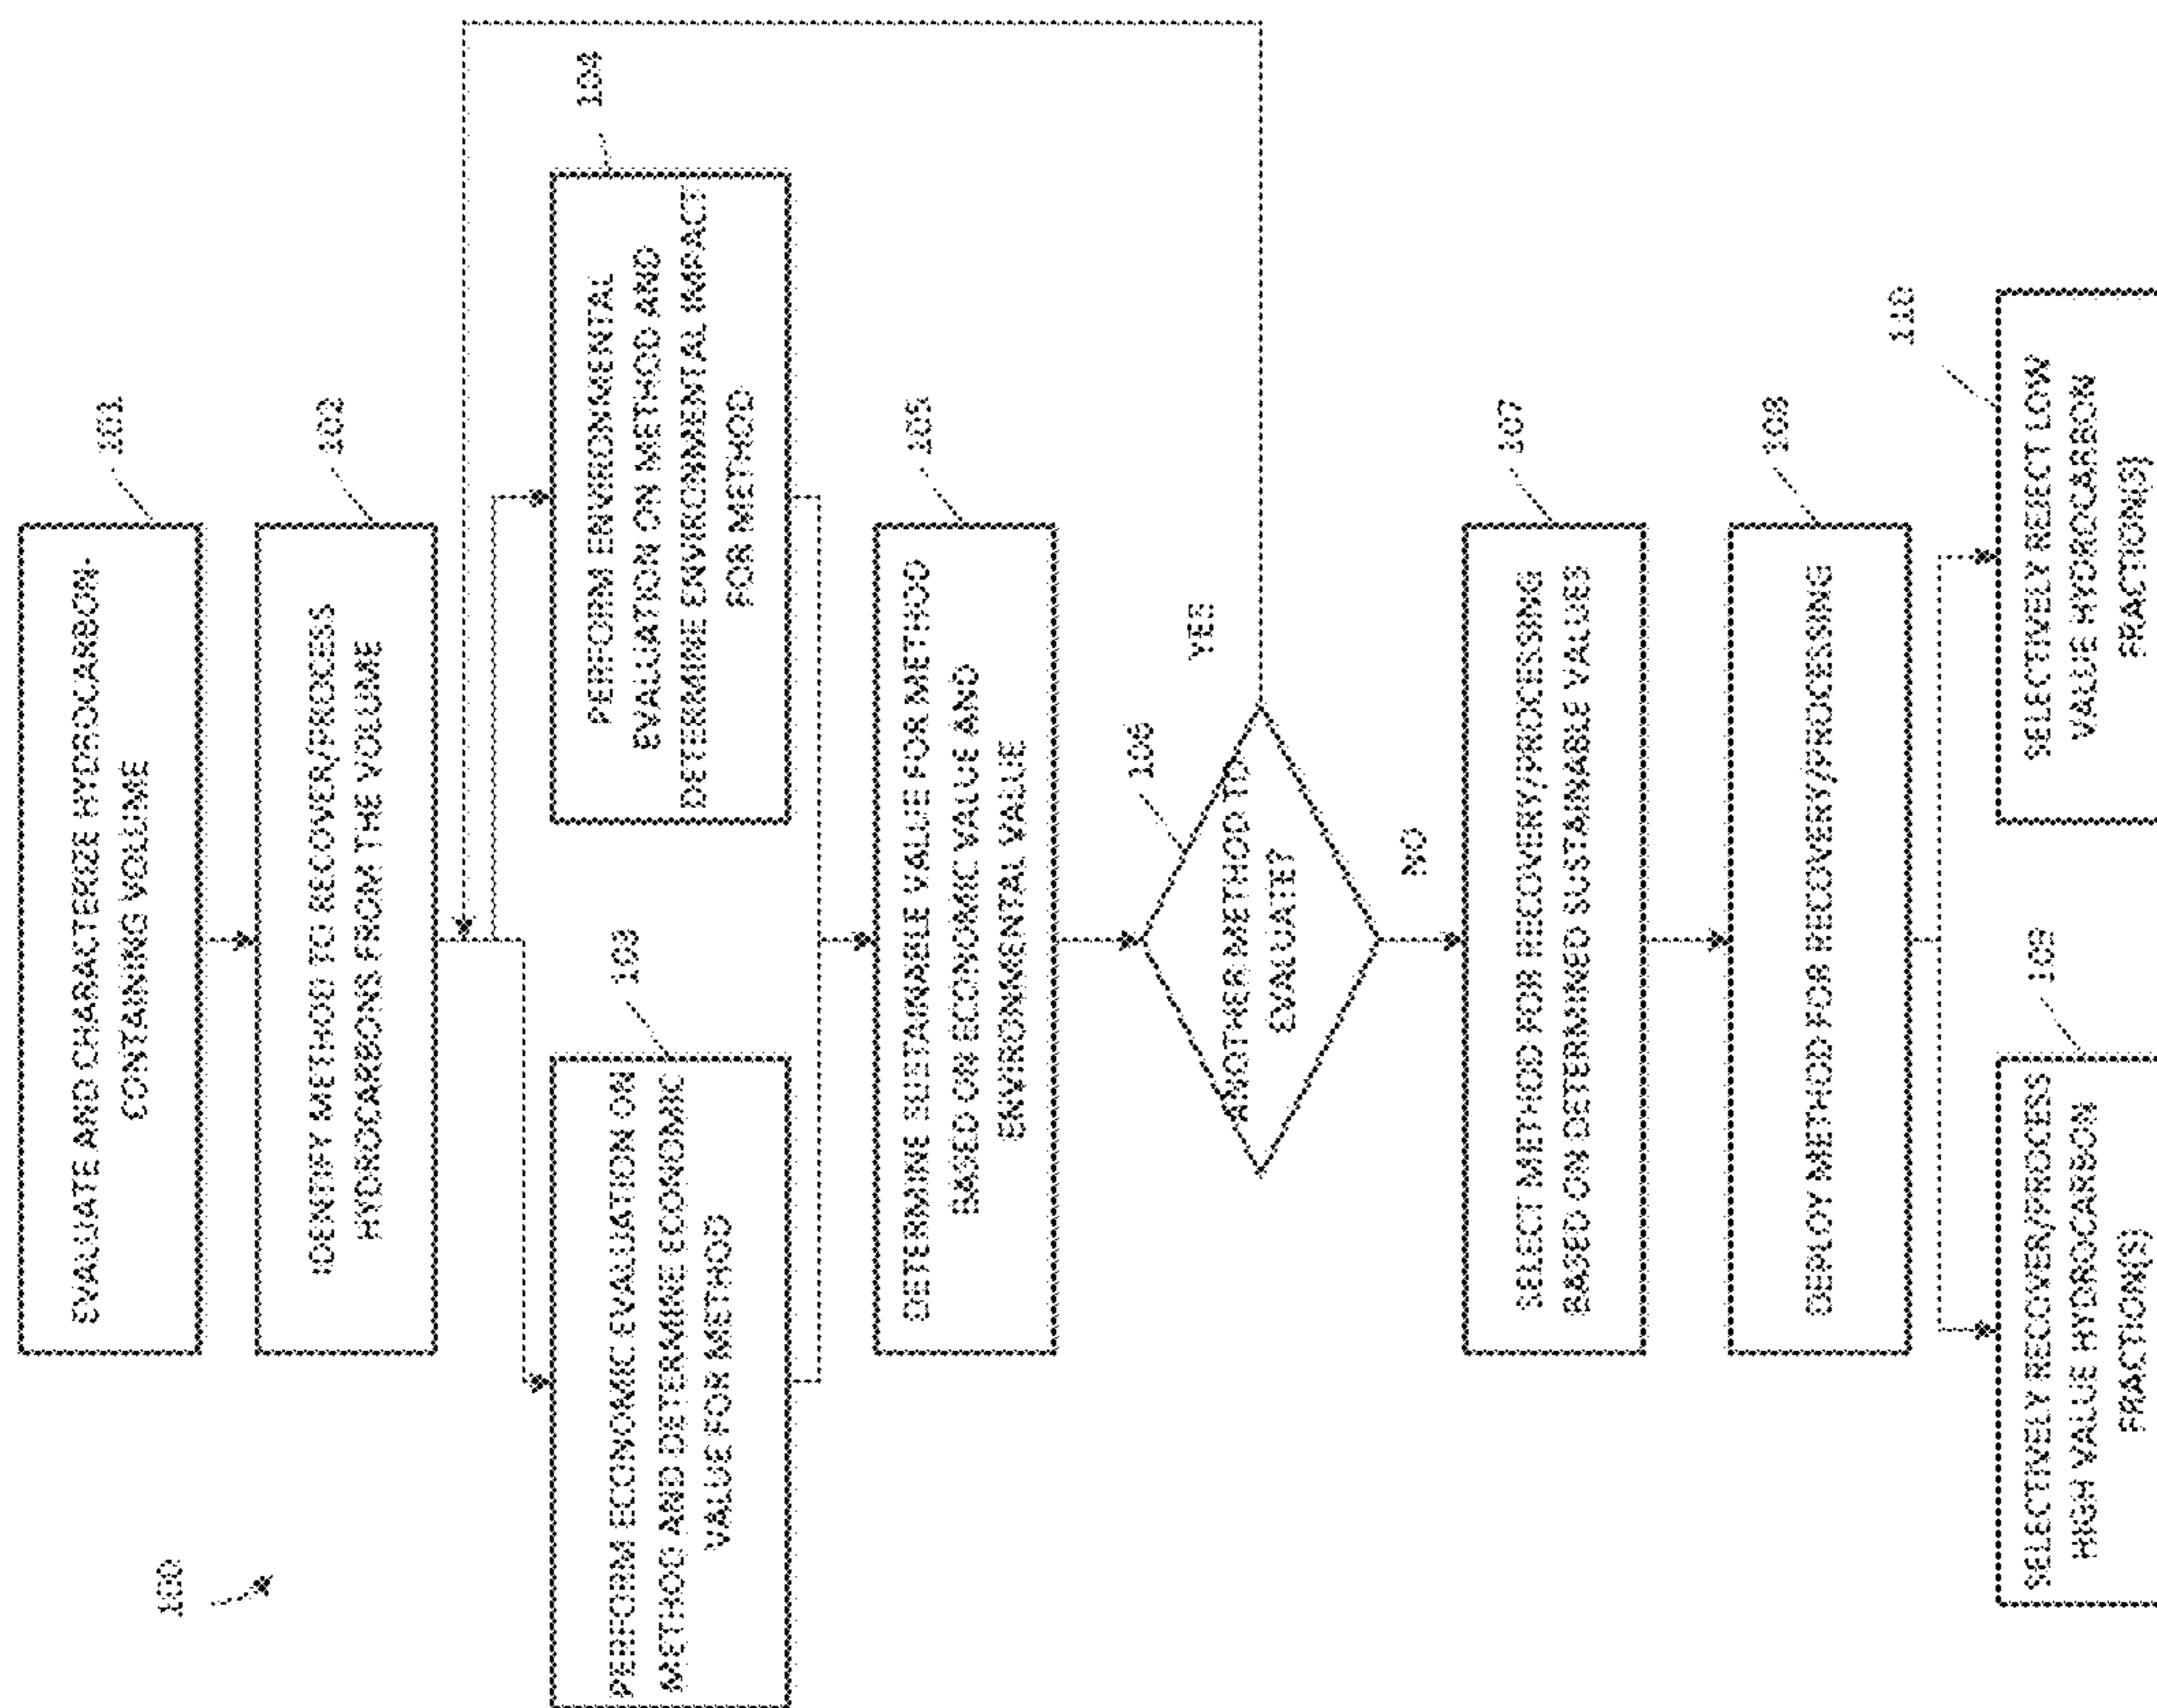 100
EVALUATE AND CHARACTERIZE HYDROCARBON-
CONTAINING VOLUME
101
IDENTIFY METHOD TO RECOVER/PROCESS
HYDROCARBONS FROM THE VOLUME
102
PERFORM ECONOMIC EVALUATION ON
METHOD AND DETERMINE ECONOMIC
VALUE FOR METHOD
103
PERFORM ENVIRONMENTAL
EVALUATION ON METHOD AND
DETERMINE ENVIRONMENTAL IMPACT
FOR METHOD
104
DETERMINE SUSTAINABLE VALUE FOR METHOD
BASED ON ECONOMIC VALUE AND
ENVIRONMENTAL VALUE
105
ANOTHER METHOD TO
EVALUATE?
106
YES
NO
SELECT METHOD FOR RECOVERY/PROCESSING
BASED ON DETERMINED SUSTAINABLE VALUES
107
DEPLOY METHOD FOR RECOVERY/PROCESSING
108
SELECTIVELY RECOVER/PROCESS
HIGH VALUE HYDROCARBON
FRACTION(S)
109
SELECTIVELY REJECT LOW
VALUE HYDROCARBON
FRACTION(S)
110